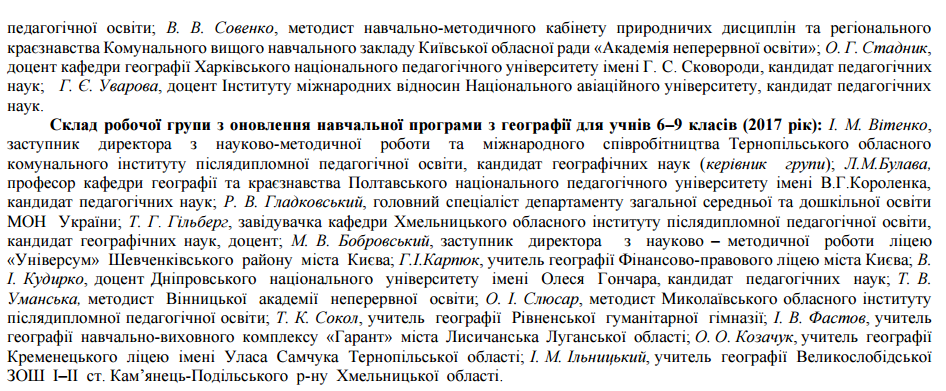 педагогічної освіти; В. В. Совенко, методист навчально-методичного кабінету природничих дисциплін та регіонального
краєзнавства Комунального вищого навчального закладу Київської обласної ради «Академія неперервної освіти»; О. Г. Стадник,
доцент кафедри географії Харківського національного педагогічного університету імені Г. С. Сковороди, кандидат педагогічних
наук; Г. Є. Уварова, доцент Інституту міжнародних відносин Національного авіаційного університету, кандидат педагогічних
наук.
Склад робочої групи з оновлення навчальної програми з географії для учнів 6–9 класів (2017 рік): І. М. Вітенко,
заступник директора з науково-методичної роботи та міжнародного співробітництва Тернопільського обласного
комунального інституту післядипломної педагогічної освіти, кандидат географічних наук (керівник групи); Л.М.Булава,
професор кафедри географії та краєзнавства Полтавського національного педагогічного університету імені В.Г.Короленка,
кандидат педагогічних наук; Р. В. Гладковський, головний спеціаліст департаменту загальної середньої та дошкільної освіти
МОН України; Т. Г. Гільберг, завідувачка кафедри Хмельницького обласного інституту післядипломної педагогічної освіти,
кандидат географічних наук, доцент; М. В. Бобровський, заступник директора з науково – методичної роботи ліцею
«Універсум» Шевченківського району міста Києва; Г.І.Картюк, учитель географії Фінансово-правового ліцею міста Києва; В.
І. Кудирко, доцент Дніпровського національного університету імені Олеся Гончара, кандидат педагогічних наук; Т. В.
Уманська, методист Вінницької академії неперервної освіти; О. І. Слюсар, методист Миколаївського обласного інституту
післядипломної педагогічної освіти; Т. К. Сокол, учитель географії Рівненської гуманітарної гімназії; І. В. Фастов, учитель
географії навчально-виховного комплексу «Гарант» міста Лисичанська Луганської області; О. О. Козачук, учитель географії
Кременецького ліцею імені Уласа Самчука Тернопільської області; І. М. Ільницький, учитель географії Великослобідської
ЗОШ І–ІІ ст. Кам’янець-Подільського р-ну Хмельницької області.